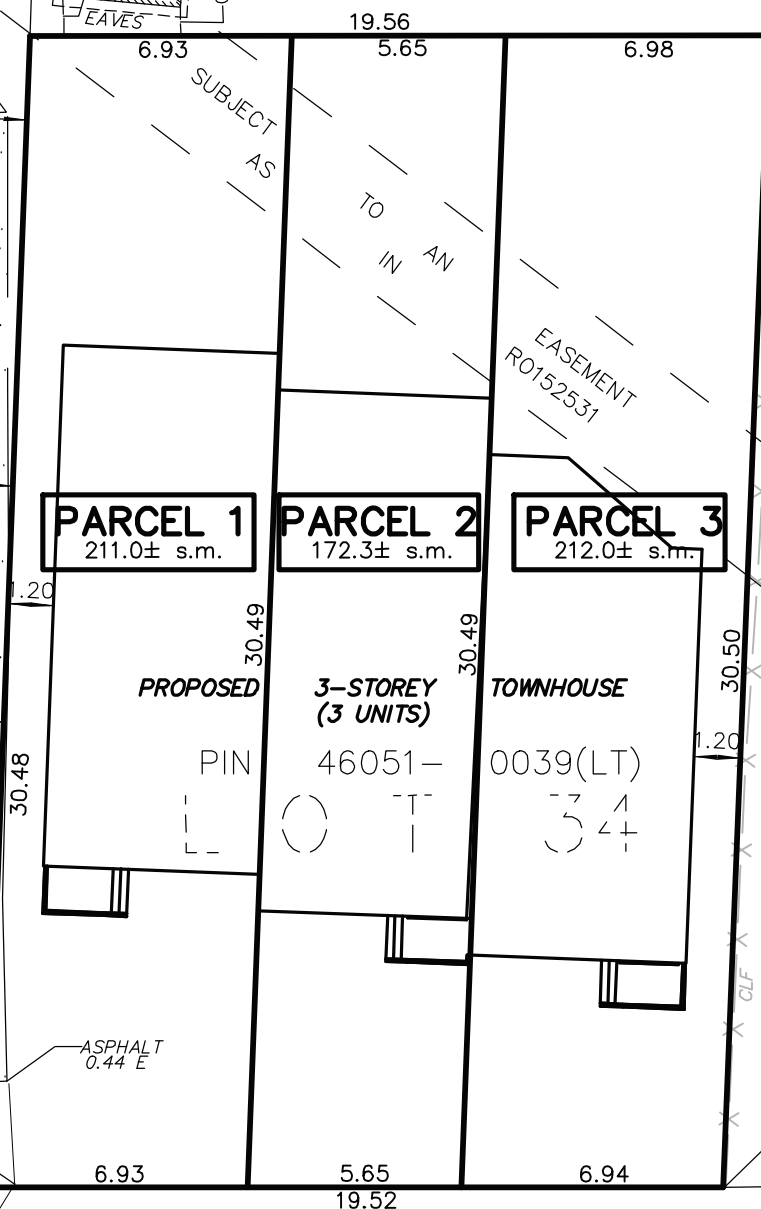 EAVES
19.56
6.93
5.65
6.98
SUBJECT
TO
AN
EASEMENT
AS
IN
R0152531
PARCEL 1
211.0± s.m.
PARCEL 2
172.3± s.m.
PARCEL 3
212.0± s.m.
1.20
30.49
30.49
30.50
PROPOSED 3-STOREY TOWNHOUSE
(3 UNITS)
1.20
30.48
PIN 46051-0039(LT)
LOT 34
CLF
ASPHALT
0.44 E
6.93
5.65
6.94
19.52